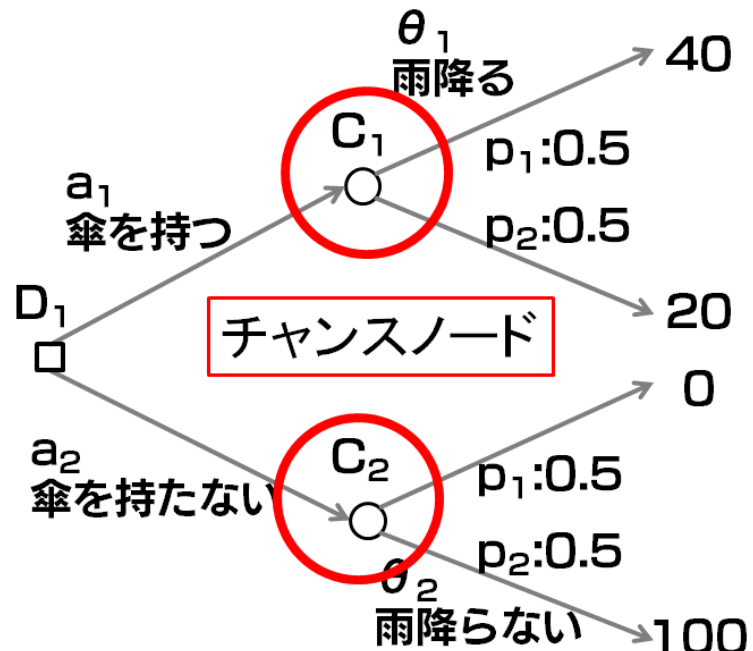 θ₁
雨降る
40
C₁
p₁:0.5
a₁
傘を持つ
p₂:0.5
D₁
チャンスノード
20
0
a₂
傘を持たない
C₂
p₁:0.5
p₂:0.5
θ₂
雨降らない
100